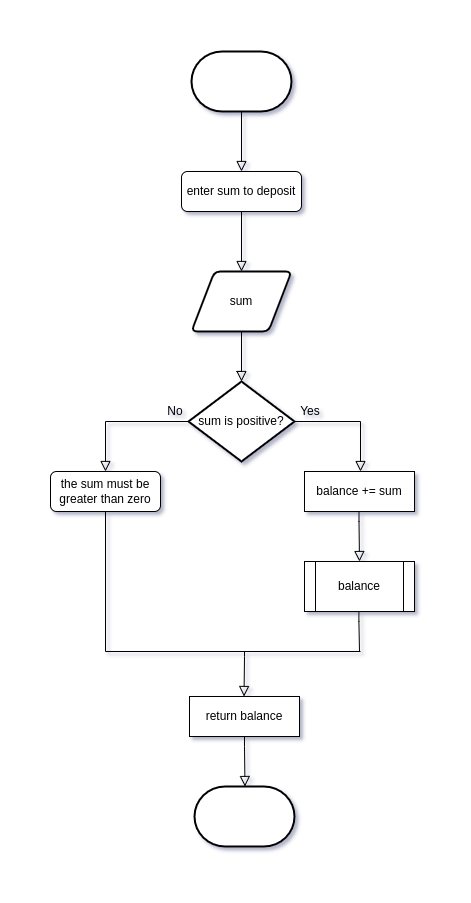 enter sum to deposit
sum
sum is positive?
No
Yes
the sum must be
greater than zero
balance += sum
balance
return balance